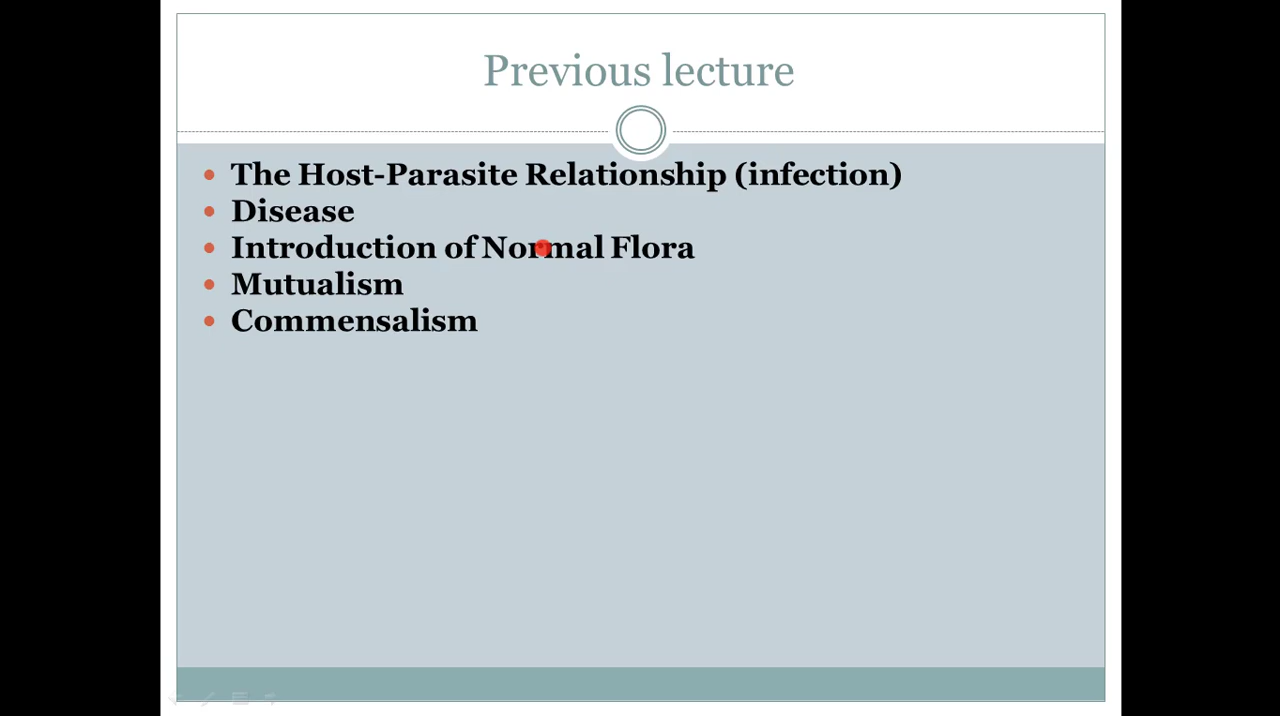 Previous lecture
The Host-Parasite Relationship (infection)
Disease
Introduction of Normal Flora
Mutualism
Commensalism